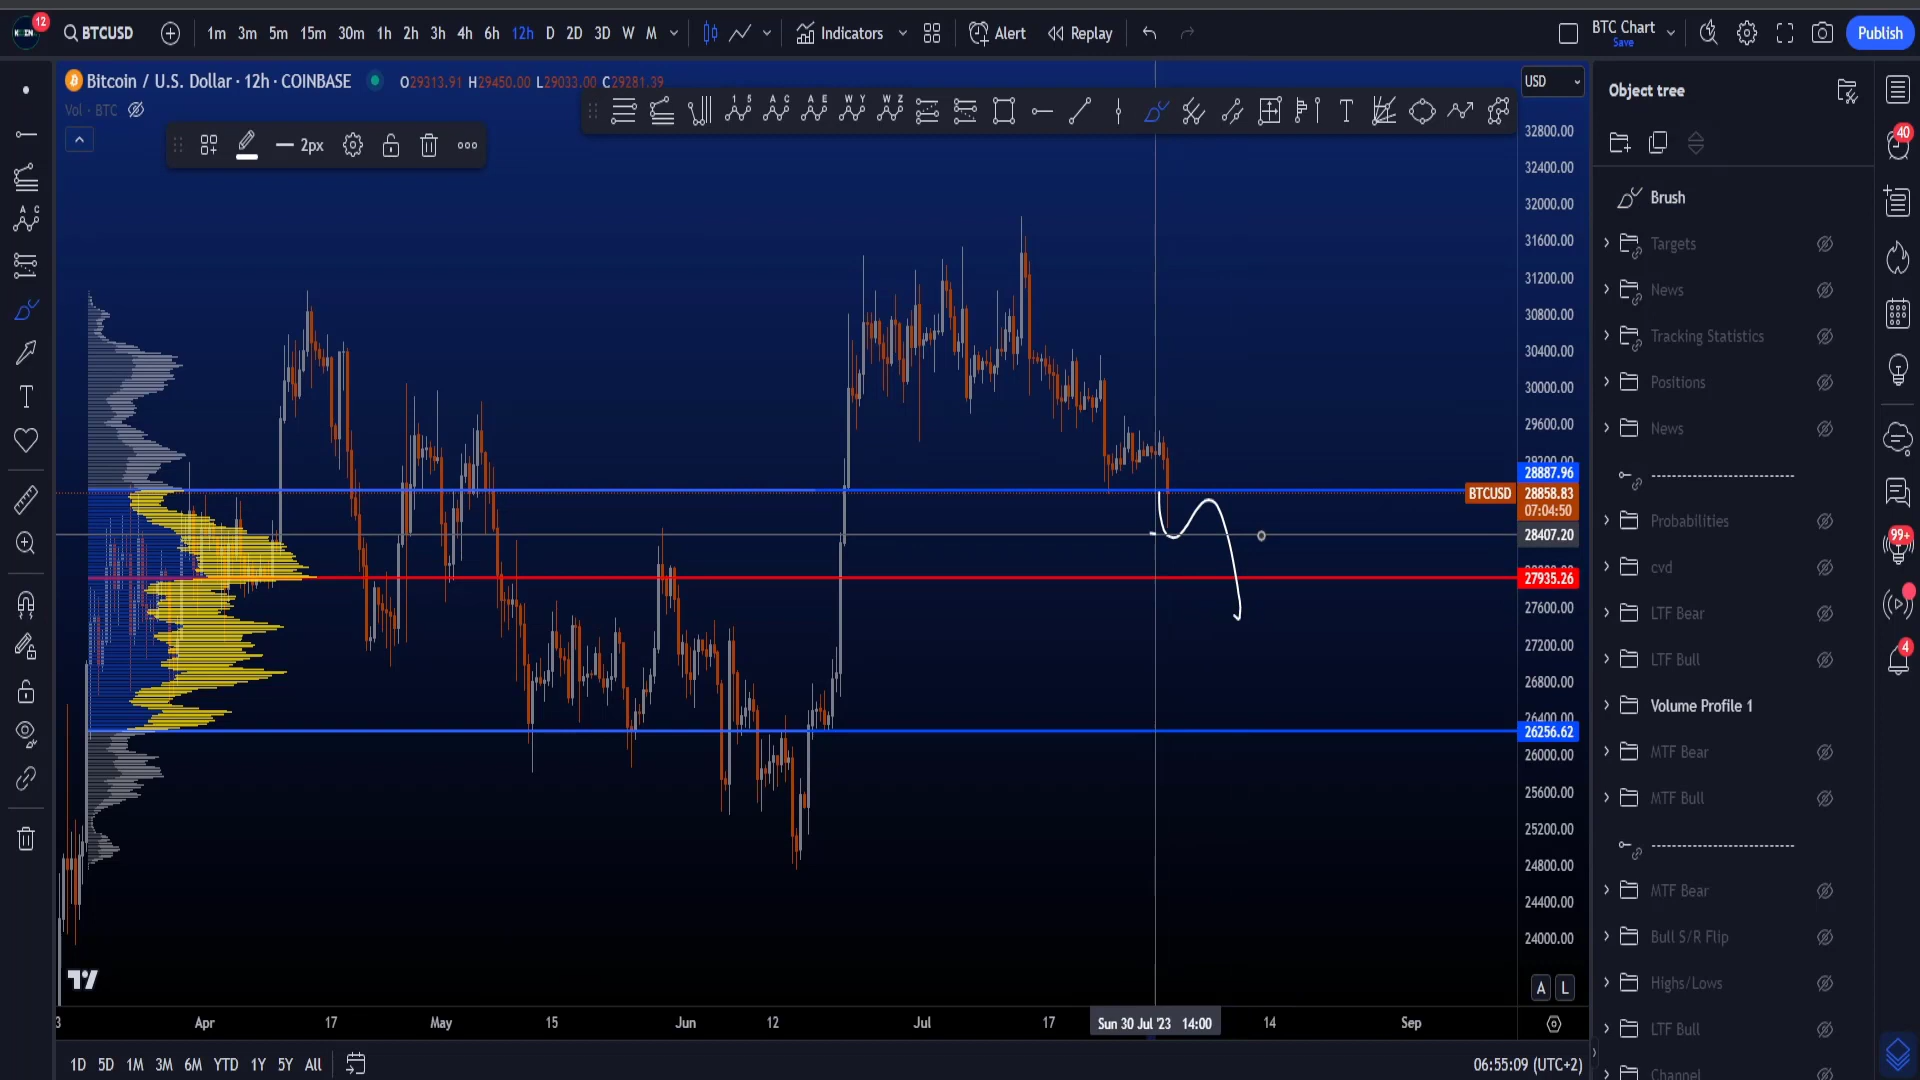 12
KOIN
BTCUSD
1m 3m 5m 15m 30m 1h 2h 3h 4h 6h 12h D 2D 3D W M
Indicators
Alert
Replay
BTC Chart
Save
Publish
Bitcoin / U.S. Dollar · 12h · COINBASE
O29313.91 H29450.00 L29033.00 C29281.39
Vol · BTC
2px
USD
32800.00
32400.00
32000.00
31600.00
31200.00
30800.00
30400.00
30000.00
29600.00
29200.00
28887.96
BTCUSD 28858.83
07:04:50
28407.20
27935.26
27600.00
27200.00
26800.00
26400.00
26256.62
26000.00
25600.00
25200.00
24800.00
24400.00
24000.00
A L
3 Apr 17 May 15 Jun 12 Jul 17 Sun 30 Jul '23 14:00 14 Sep
1D 5D 1M 3M 6M YTD 1Y 5Y All
06:55:09 (UTC+2)
Object tree
Brush
Targets
News
Tracking Statistics
Positions
News
----------------------------
Probabilities
cvd
LTF Bear
LTF Bull
Volume Profile 1
MTF Bear
MTF Bull
----------------------------
MTF Bear
Bull S/R Flip
Highs/Lows
LTF Bull
Channel
40
99+
4